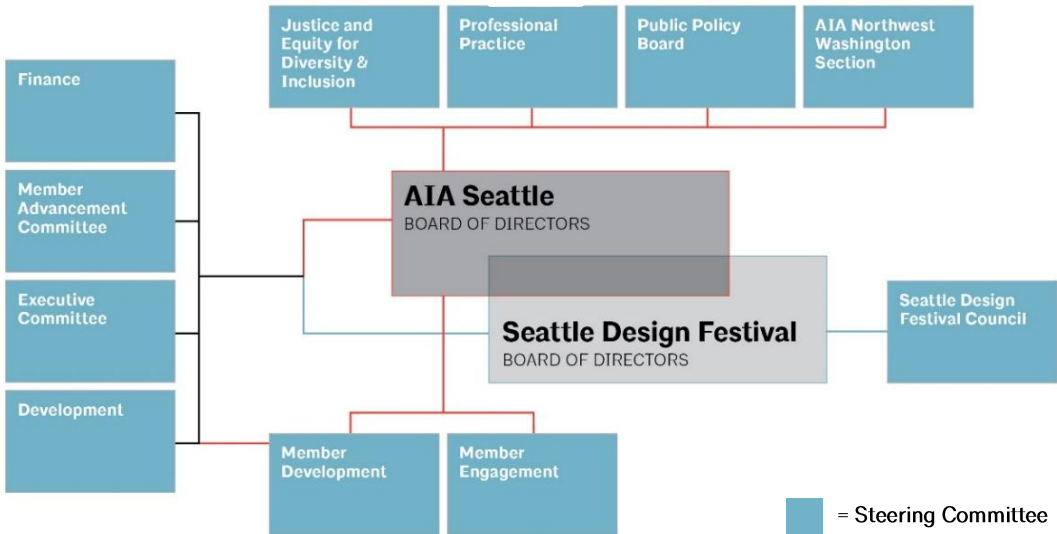 Justice and
Equity for
Diversity &
Inclusion
Professional
Practice
Public Policy
Board
AIA Northwest
Washington
Section
Finance
Member
Advancement
Committee
Executive
Committee
Development
AIA Seattle
BOARD OF DIRECTORS
Seattle Design Festival
BOARD OF DIRECTORS
Seattle Design
Festival Council
Member
Development
Member
Engagement
= Steering Committee